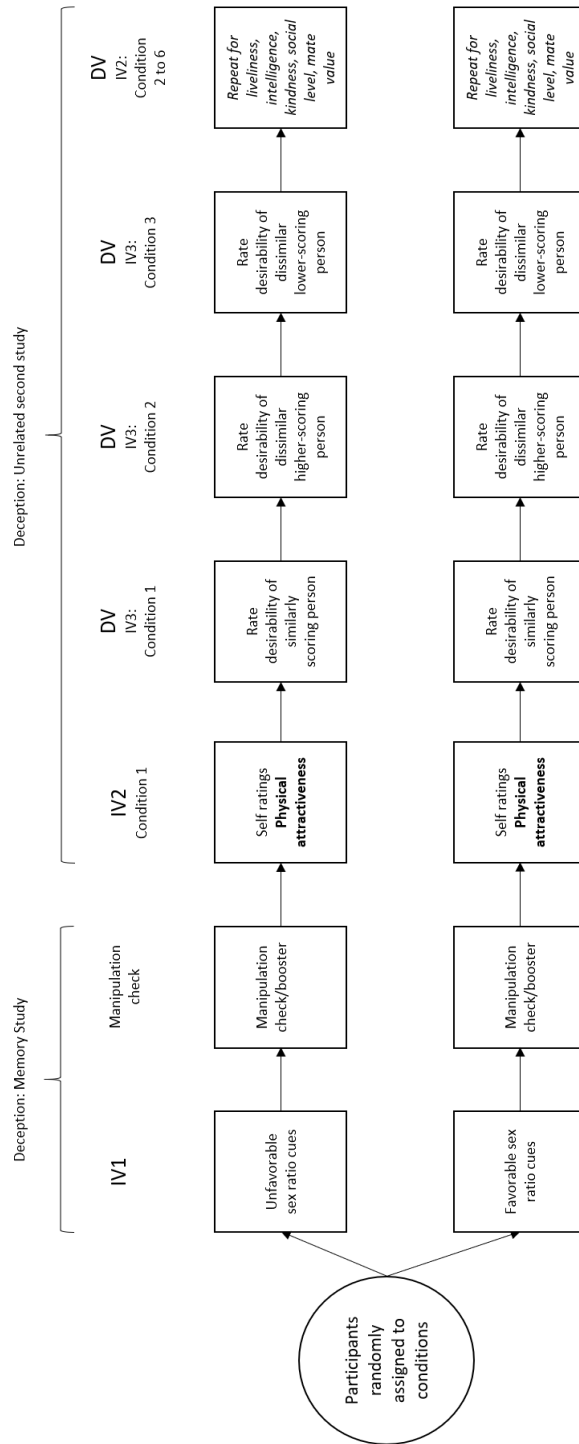 Deception: Memory Study
Deception: Unrelated second study
IV1
Manipulation
check
IV2
Condition 1
DV
IV3:
Condition 1
DV
IV3:
Condition 2
DV
IV3:
Condition 3
DV
IV2:
Condition
2 to 6
Participants
randomly
assigned to
conditions
Unfavorable
sex ratio cues
Manipulation
check/booster
Self ratings
Physical
attractiveness
Rate
desirability of
similarly
scoring person
Rate
desirability of
dissimilar
higher-scoring
person
Rate
desirability of
dissimilar
lower-scoring
person
Repeat for
liveliness,
intelligence,
kindness, social
level, mate
value
Favorable sex
ratio cues
Manipulation
check/booster
Self ratings
Physical
attractiveness
Rate
desirability of
similarly
scoring person
Rate
desirability of
dissimilar
higher-scoring
person
Rate
desirability of
dissimilar
lower-scoring
person
Repeat for
liveliness,
intelligence,
kindness, social
level, mate
value